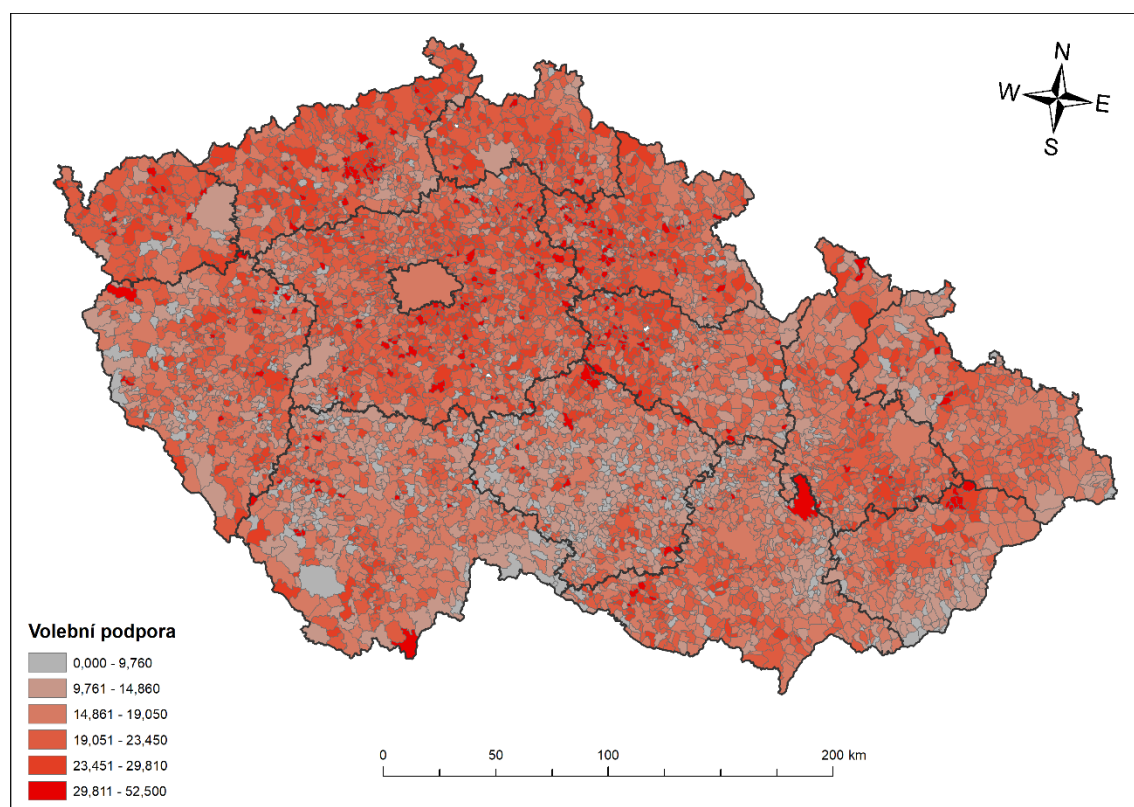 N
W E
S
Volební podpora
0,000 - 9,760
9,761 - 14,860
14,861 - 19,050
19,051 - 23,450
23,451 - 29,810
29,811 - 52,500
0 50 100 200 km